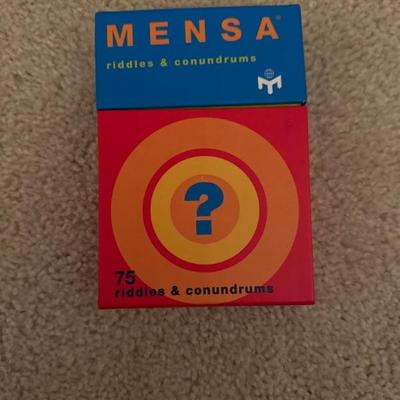 MENSA®
riddles & conundrums
?
75
riddles & conundrums